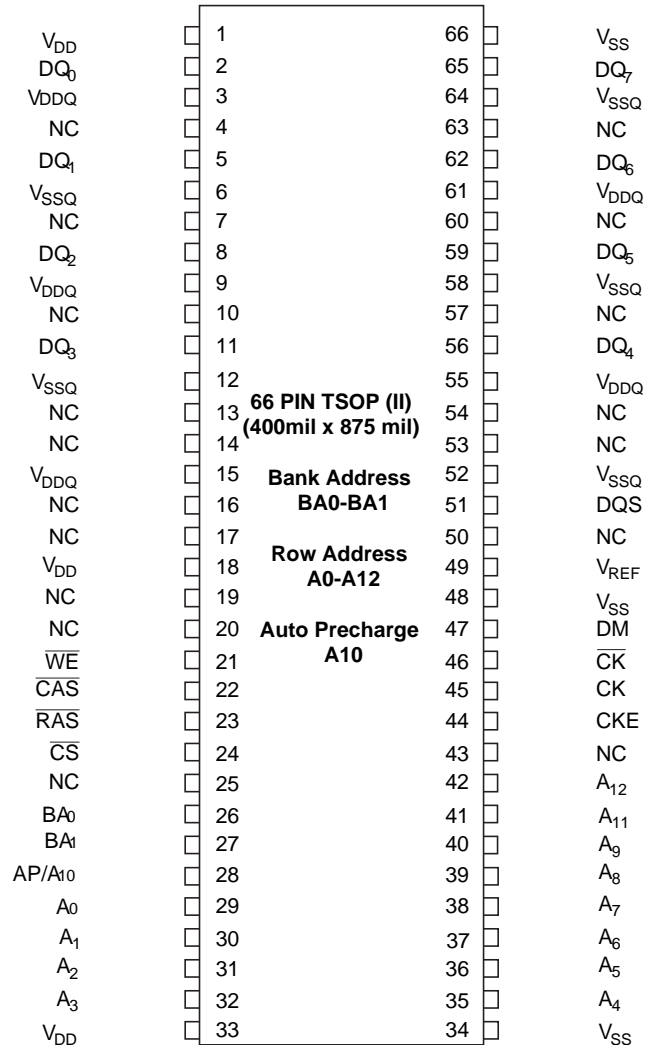 VDD 1 66 VSS
DQ0 2 65 DQ7
VDDQ 3 64 VSSQ
NC 4 63 NC
DQ1 5 62 DQ6
VSSQ 6 61 VDDQ
NC 7 60 NC
DQ2 8 59 DQ5
VDDQ 9 58 VSSQ
NC 10 57 NC
DQ3 11 56 DQ4
VSSQ 12 55 VDDQ
66 PIN TSOP (II)
NC 13 54 NC
(400mil x 875 mil)
NC 14 53 NC
VDDQ 15 Bank Address 52 VSSQ
NC 16 BA0-BA1 51 DQS
NC 17 50 NC
Row Address
VDD 18 49 VREF
A0-A12
NC 19 48 VSS
NC 20 Auto Precharge 47 DM
WE 21 A10 46 CK
CAS 22 45 CK
RAS 23 44 CKE
CS 24 43 NC
NC 25 42 A12
BA0 26 41 A11
BA1 27 40 A9
AP/A10 28 39 A8
A0 29 38 A7
A1 30 37 A6
A2 31 36 A5
A3 32 35 A4
VDD 33 34 VSS